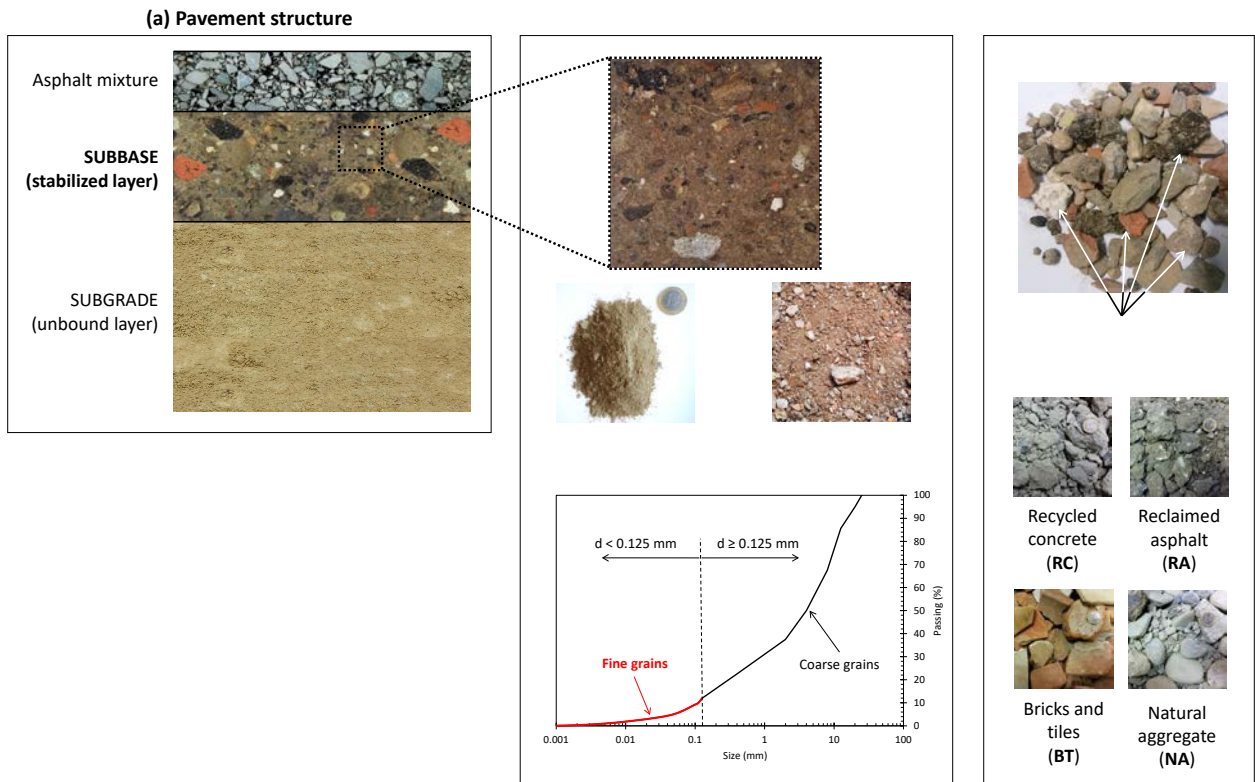 (a) Pavement structure
Asphalt mixture
SUBBASE
(stabilized layer)
SUBGRADE
(unbound layer)
100
90
80
70
60
50
40
30
20
10
0
Passing (%)
d < 0.125 mm
d ≥ 0.125 mm
Fine grains
Coarse grains
0.001
0.01
0.1
1
10
100
Size (mm)
Recycled
concrete
(RC)
Reclaimed
asphalt
(RA)
Bricks and
tiles
(BT)
Natural
aggregate
(NA)